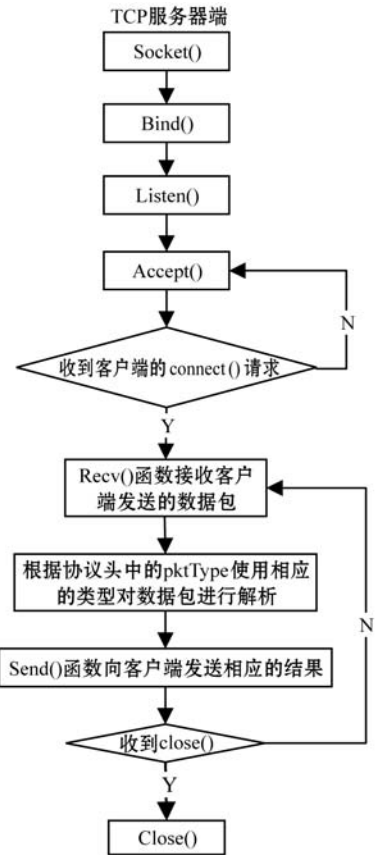 TCP服务器端
Socket()
Bind()
Listen()
Accept()
N
收到客户端的connect()请求
Y
Recv()函数接收客户
端发送的数据包
根据协议头中的pktType使用相应
的类型对数据包进行解析
N
Send()函数向客户端发送相应的结果
收到close()
Y
Close()